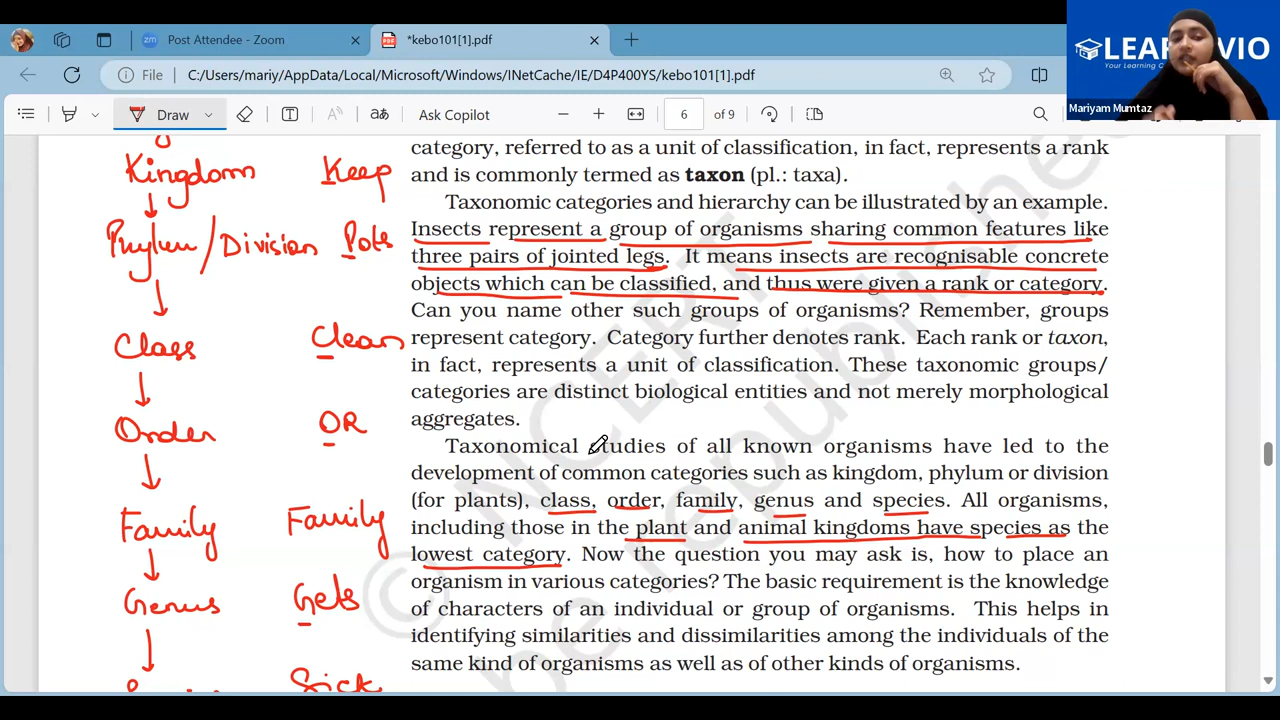 Post Attendee - Zoom
*kebo101[1].pdf
File
C:/Users/mariy/AppData/Local/Microsoft/Windows/INetCache/IE/D4P400YS/kebo101[1].pdf
Mariyam Mumtaz
Your Learning
Draw
Ask Copilot
6 of 9
category, referred to as a unit of classification, in fact, represents a rank
and is commonly termed as taxon (pl.: taxa).
Taxonomic categories and hierarchy can be illustrated by an example.
Insects represent a group of organisms sharing common features like
three pairs of jointed legs. It means insects are recognisable concrete
objects which can be classified, and thus were given a rank or category.
Can you name other such groups of organisms? Remember, groups
represent category. Category further denotes rank. Each rank or taxon,
in fact, represents a unit of classification. These taxonomic groups/
categories are distinct biological entities and not merely morphological
aggregates.
Taxonomical studies of all known organisms have led to the
development of common categories such as kingdom, phylum or division
(for plants), class, order, family, genus and species. All organisms,
including those in the plant and animal kingdoms have species as the
lowest category. Now the question you may ask is, how to place an
organism in various categories? The basic requirement is the knowledge
of characters of an individual or group of organisms. This helps in
identifying similarities and dissimilarities among the individuals of the
same kind of organisms as well as of other kinds of organisms.
Kingdom Keep
Phylum/Division Pots
Class Clean
Order OR
Family Family
Genus Gets
Sick
© NCERT
be republished